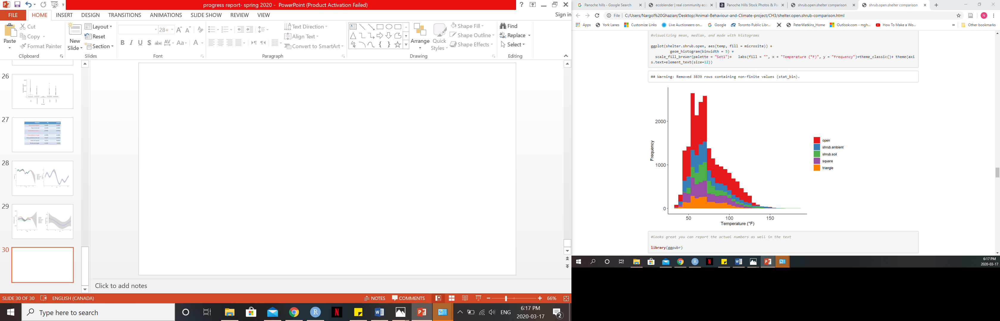 progress report- spring 2020 - PowerPoint (Product Activation Failed)
FILE HOME INSERT DESIGN TRANSITIONS ANIMATIONS SLIDE SHOW REVIEW VIEW
Sign in
Paste
Cut
Copy
Format Painter
Clipboard
New
Slide
Layout
Reset
Section
Slides
28+
B I U S abc AV Aa A
Font
Text Direction
Align Text
Convert to SmartArt
Paragraph
Arrange
Quick
Styles
Shape Fill
Shape Outline
Shape Effects
Drawing
Find
Replace
Select
Editing
26
27
28
29
30
Click to add notes
SLIDE 30 OF 30
ENGLISH (CANADA)
NOTES
COMMENTS
66%
Type here to search
ENG
6:17 PM
2020-03-17
2
Panoche hills - Google Search
ecoblender | real community eco
Panoche Hills Stock Photos & Pa
shrub.open.shelter comparison
shrub.open.shelter comparison
File C:/Users/Nargol%20Ghazian/Desktop/Animal-Behaviour-and-Climate-project/CH3/shelter.open.shrub-comparison.html
N
Apps York Lanes Customize Links Live Auctioneers on... Google Toronto Public Libr... PeterWatkins_Home Outlook.com - mgh... How To Make a Wo... » Other bookmarks
#visualizing mean, median, and mode with histograms
ggplot(shelter.shrub.open, aes(temp, fill = microsite)) +
geom_histogram(binwidth = 5) +
scale_fill_brewer(palette = "Set1")+ labs(fill = "", x = "Temperature (°F)", y = "Frequency")+theme_classic()+ theme(axi
s.text=element_text(size=12))
## Warning: Removed 3839 rows containing non-finite values (stat_bin).
Frequency
2000
1000
0
50 100 150
Temperature (°F)
open
shrub.ambient
shrub.soil
square
triangle
#looks great you can report the actual numbers as well in the text
library(ggpubr)
6:17 PM
2020-03-17